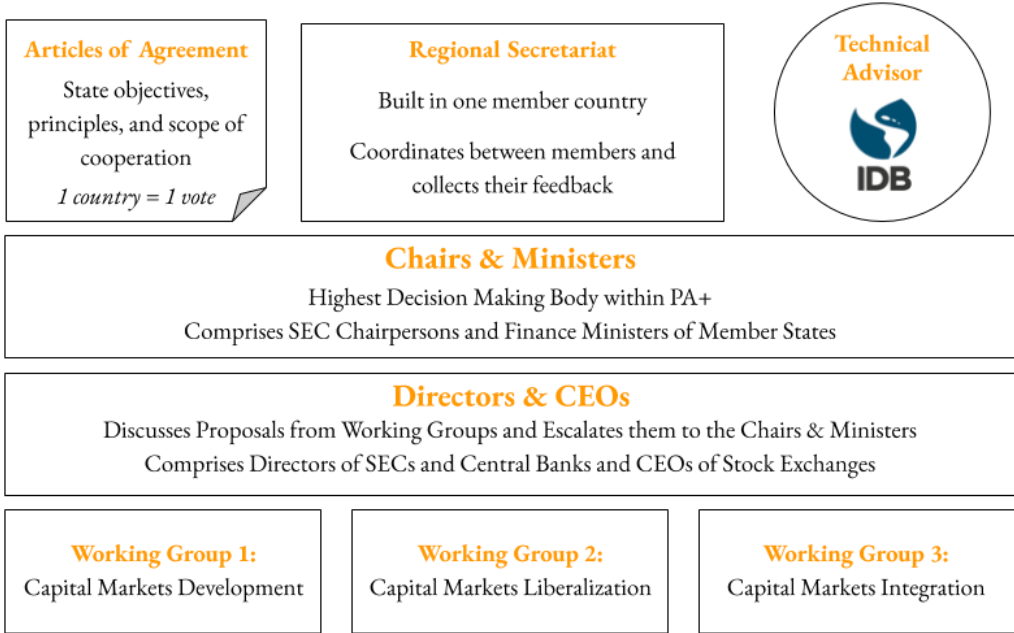 Articles of Agreement
State objectives,
principles, and scope of
cooperation
1 country = 1 vote
Regional Secretariat
Built in one member country
Coordinates between members and
collects their feedback
Technical
Advisor
IDB
Chairs & Ministers
Highest Decision Making Body within PA+
Comprises SEC Chairpersons and Finance Ministers of Member States
Directors & CEOs
Discusses Proposals from Working Groups and Escalates them to the Chairs & Ministers
Comprises Directors of SECs and Central Banks and CEOs of Stock Exchanges
Working Group 1:
Capital Markets Development
Working Group 2:
Capital Markets Liberalization
Working Group 3:
Capital Markets Integration